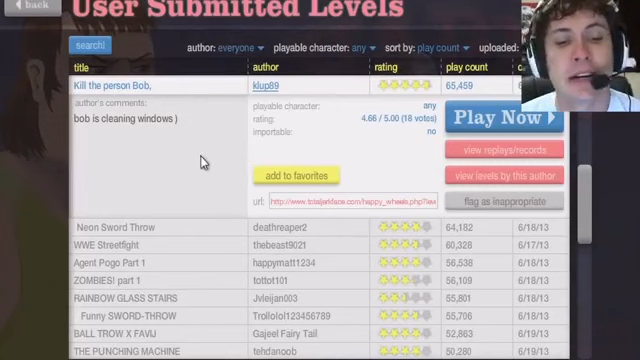 back
User Submitted Levels
search!
author: everyone
playable character: any
sort by: play count
uploaded:
title
author
rating
play count
Kill the person Bob,
klup89
65,459
author's comments:
bob is cleaning windows )
playable character:
any
rating:
4.66 / 5.00 (18 votes)
importable:
no
Play Now
view replays/records
add to favorites
view levels by this author
url:
http://www.totaljerkface.com/happy_wheels.php?lev
flag as inappropriate
Neon Sword Throw
deathreaper2
64,182
6/18/13
WWE Streetfight
thebeast9021
60,328
6/17/13
Agent Pogo Part 1
happymatt1234
56,538
6/18/13
ZOMBIES! part 1
tottot101
56,109
6/18/13
RAINBOW GLASS STAIRS
Jvleijan003
55,801
6/18/13
Funny SWORD-THROW
Trollolol123456789
55,706
6/18/13
BALL TROW X FAVIJ
Gajeel Fairy Tail
52,863
6/19/13
THE PUNCHING MACHINE
tehdanoob
50,280
6/19/13